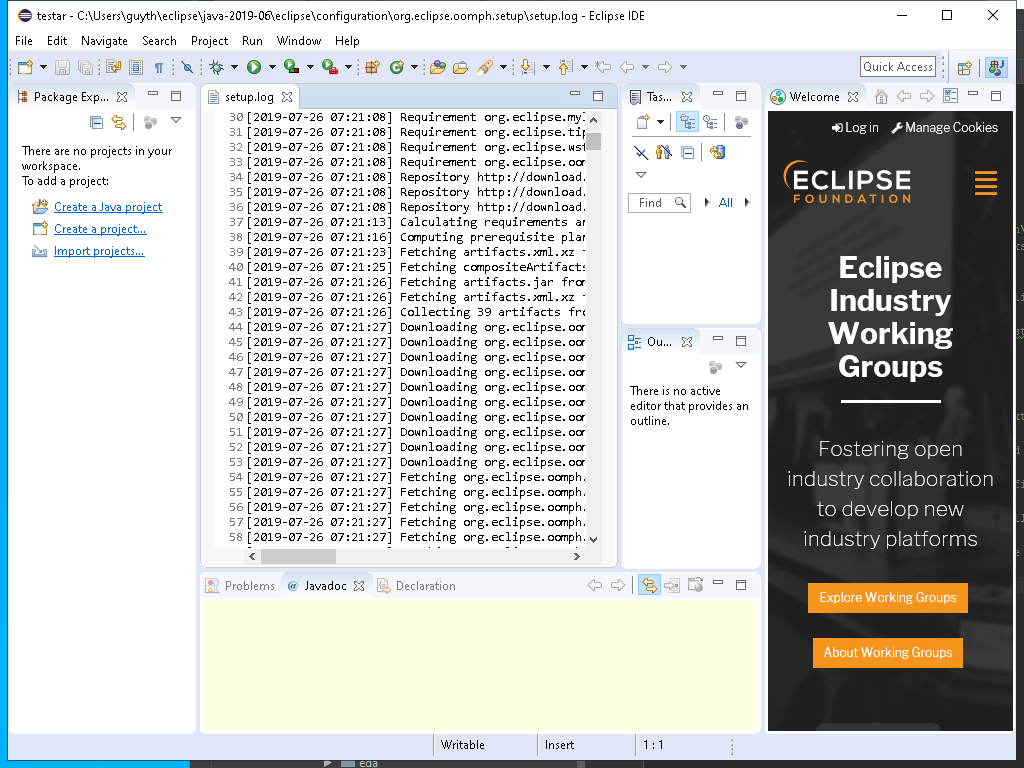 testar - C:\Users\guyth\eclipse\java-2019-06\eclipse\configuration\org.eclipse.oomph.setup\setup.log - Eclipse IDE
File Edit Navigate Search Project Run Window Help
Quick Access
Package Exp...
There are no projects in your
workspace.
To add a project:
Create a Java project
Create a project...
Import projects...
setup.log
30 [2019-07-26 07:21:08] Requirement org.eclipse.myl
31 [2019-07-26 07:21:08] Requirement org.eclipse.tip
32 [2019-07-26 07:21:08] Requirement org.eclipse.wst
33 [2019-07-26 07:21:08] Requirement org.eclipse.oom
34 [2019-07-26 07:21:08] Repository http://download.
35 [2019-07-26 07:21:08] Repository http://download.
36 [2019-07-26 07:21:08] Repository http://download.
37 [2019-07-26 07:21:13] Calculating requirements an
38 [2019-07-26 07:21:16] Computing prerequisite plan
39 [2019-07-26 07:21:23] Fetching artifacts.xml.xz
40 [2019-07-26 07:21:25] Fetching compositeArtifacts
41 [2019-07-26 07:21:26] Fetching artifacts.jar from
42 [2019-07-26 07:21:26] Fetching artifacts.xml.xz
43 [2019-07-26 07:21:26] Collecting 39 artifacts fro
44 [2019-07-26 07:21:27] Downloading org.eclipse.oom
45 [2019-07-26 07:21:27] Downloading org.eclipse.oom
46 [2019-07-26 07:21:27] Downloading org.eclipse.oom
47 [2019-07-26 07:21:27] Downloading org.eclipse.oom
48 [2019-07-26 07:21:27] Downloading org.eclipse.oom
49 [2019-07-26 07:21:27] Downloading org.eclipse.oom
50 [2019-07-26 07:21:27] Downloading org.eclipse.oom
51 [2019-07-26 07:21:27] Downloading org.eclipse.oom
52 [2019-07-26 07:21:27] Downloading org.eclipse.oom
53 [2019-07-26 07:21:27] Downloading org.eclipse.oom
54 [2019-07-26 07:21:27] Fetching org.eclipse.oomph.
55 [2019-07-26 07:21:27] Fetching org.eclipse.oomph.
56 [2019-07-26 07:21:27] Fetching org.eclipse.oomph.
57 [2019-07-26 07:21:27] Fetching org.eclipse.oomph.
58 [2019-07-26 07:21:27] Fetching org.eclipse.oomph.
Tas...
Find All
Ou...
There is no active
editor that provides an
outline.
Problems @ Javadoc Declaration
Welcome
Log in Manage Cookies
ECLIPSE
FOUNDATION
Eclipse
Industry
Working
Groups
Fostering open
industry collaboration
to develop new
industry platforms
Explore Working Groups
About Working Groups
Writable Insert 1 : 1
eda